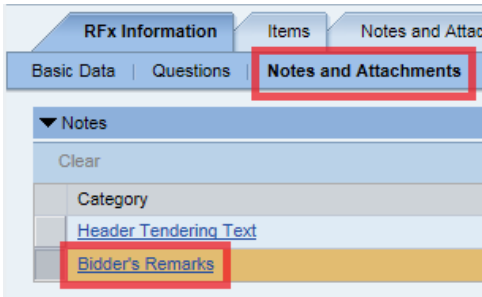 RFx Information Items Notes and Attac
Basic Data | Questions | Notes and Attachments
Notes
Clear
Category
Header Tendering Text
Bidder's Remarks